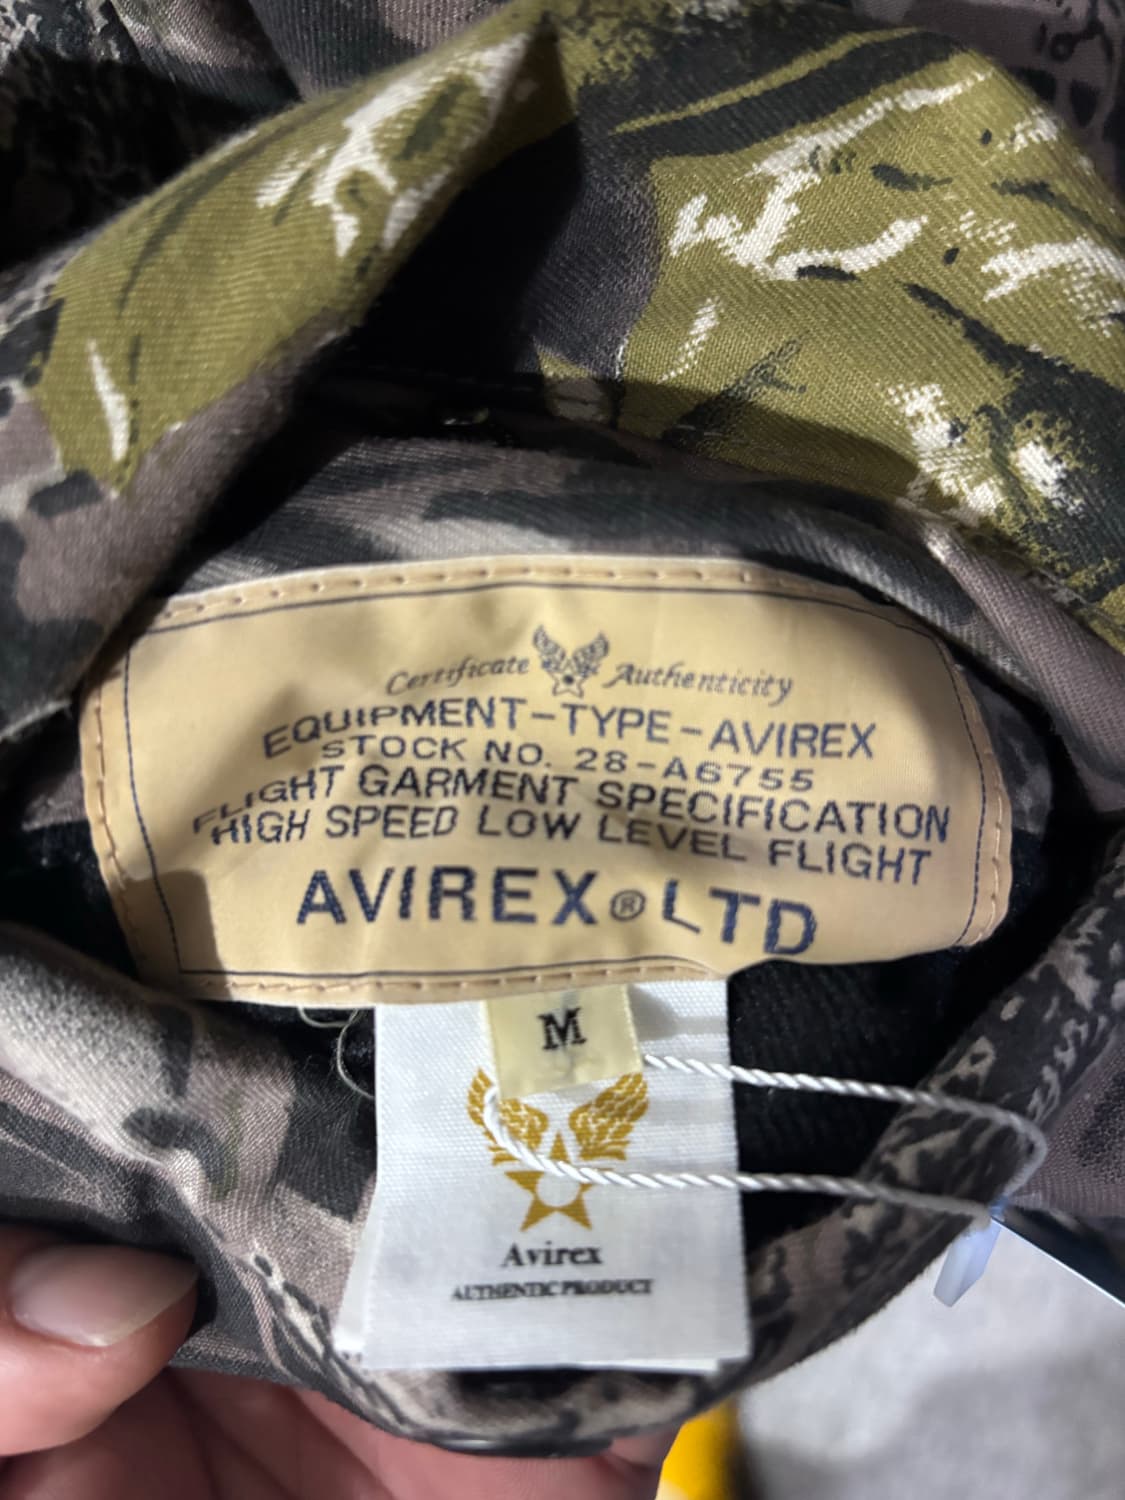 Certificate Authenticity
EQUIPMENT-TYPE-AVIREX
STOCK NO. 28-A6755
FLIGHT GARMENT SPECIFICATION
HIGH SPEED LOW LEVEL FLIGHT
AVIREX® LTD
M
Avirex
AUTHENTIC PRODUCT